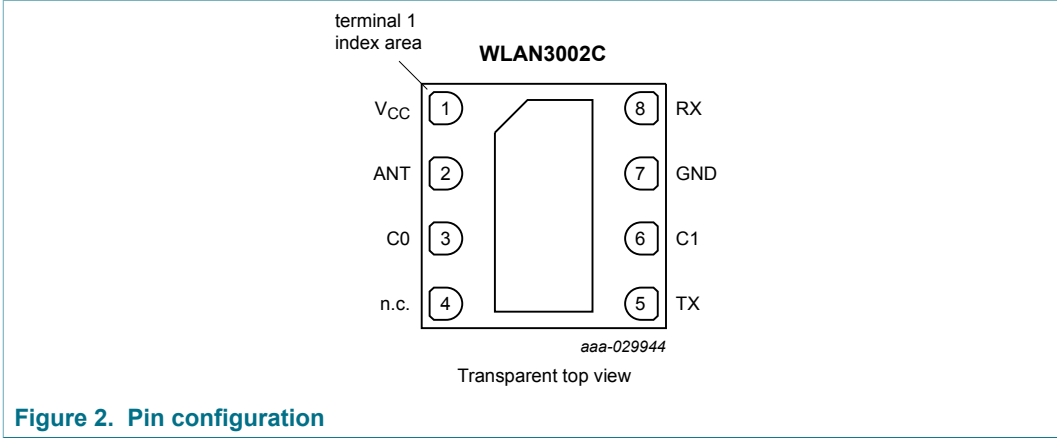 terminal 1
index area
WLAN3002C
VCC 1 8 RX
ANT 2 7 GND
C0 3 6 C1
n.c. 4 5 TX
aaa-029944
Transparent top view
Figure 2. Pin configuration